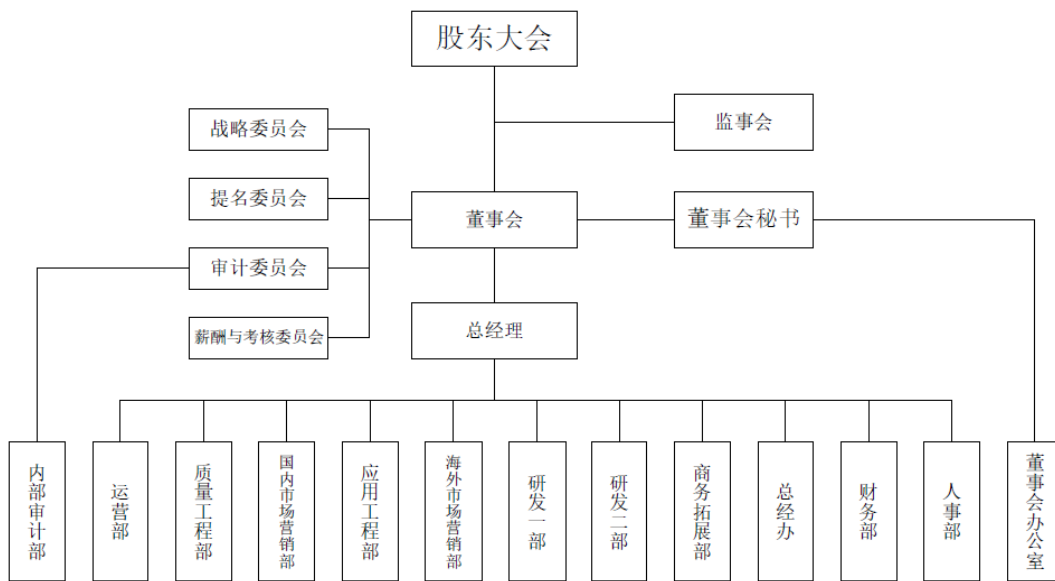 股东大会
监事会
战略委员会
提名委员会
董事会
董事会秘书
审计委员会
总经理
薪酬与考核委员会
内部审计部
运营部
质量工程部
国内市场营销部
应用工程部
海外市场营销部
研发一部
研发二部
商务拓展部
总经办
财务部
人事部
董事会办公室